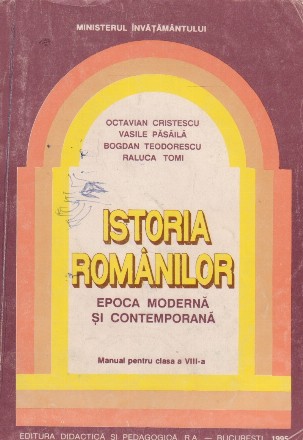 MINISTERUL ÎNVĂȚĂMÂNTULUI
OCTAVIAN CRISTESCU
VASILE PĂSĂILĂ
BOGDAN TEODORESCU
RALUCA TOMI
ISTORIA
ROMÂNILOR
EPOCA MODERNĂ
ȘI CONTEMPORANĂ
Manual pentru clasa a VIII-a
EDITURA DIDACTICĂ ȘI PEDAGOGICĂ, R.A. — BUCUREȘTI,